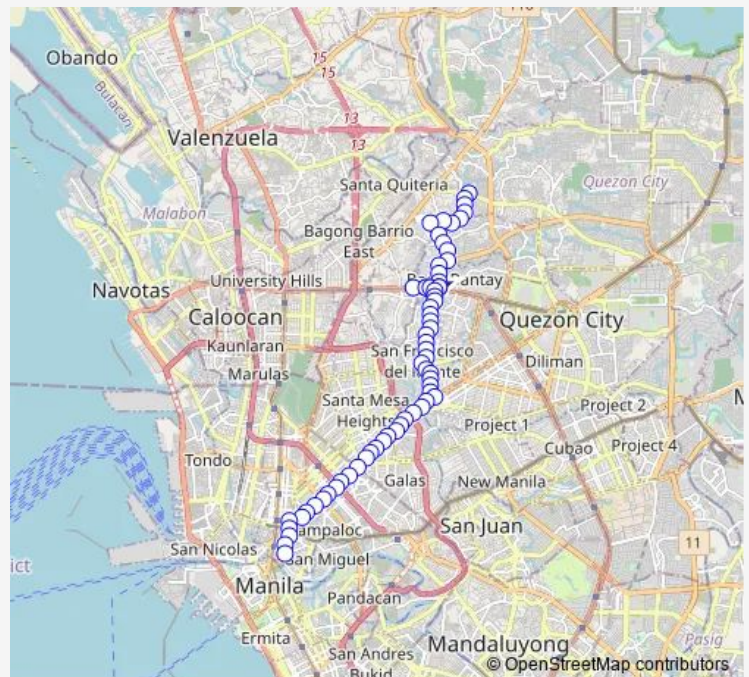 Obando
Bulacan
15
15
13
13
Valenzuela
Santa Quiteria
Quezon City
Malabon
Bagong Barrio
East
Navotas
University Hills
Caloocan
Quezon City
Kaunlaran
San Francisco
del Monte
Diliman
Marulas
Santa Mesa
Heights
Project 2
Project 1
Project 4
Cubao
Tondo
Galas
New Manila
Sampaloc
San Juan
San Nicolas
San Miguel
11
Manila
Pandacan
Ermita
Mandaluyong
Pasig
San Andres
Bukid
© OpenStreetMap contributors